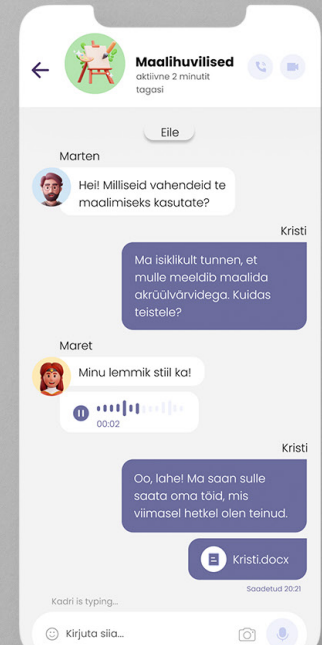 Maalihuvilised
aktiivne 2 minutit
tagasi
Eile
Marten
Hei! Milliseid vahendeid te
maalimiseks kasutate?
Kristi
Ma isiklikult tunnen, et
mulle meeldib maalida
akrüülvärvidega. Kuidas
teistele?
Maret
Minu lemmik stiil ka!
00:02
Kristi
Oo, lahe! Ma saan sulle
saata oma töid, mis
viimasel hetkel olen teinud.
Kristi.docx
Saadetud 20:21
Kadri is typing...
Kirjuta siia...